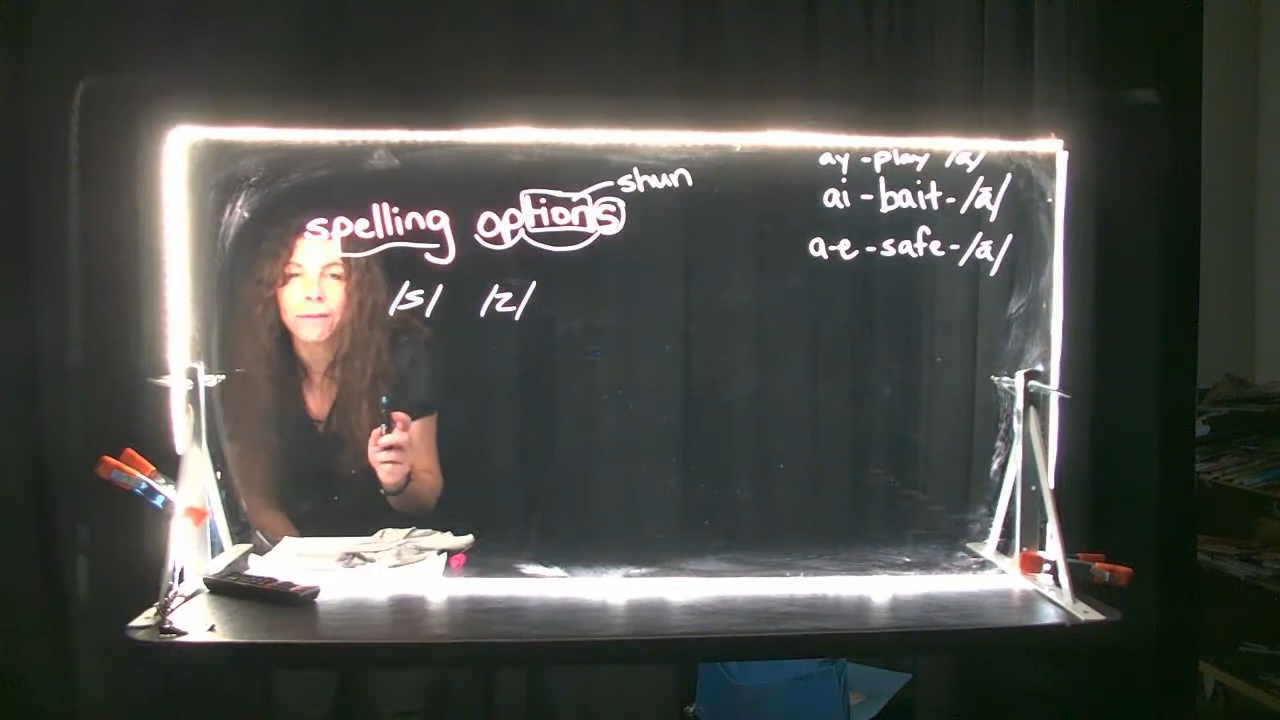 shun
spelling options
/s/ /z/
ay - play /ā/
ai - bait - /ā/
a-e - safe - /ā/